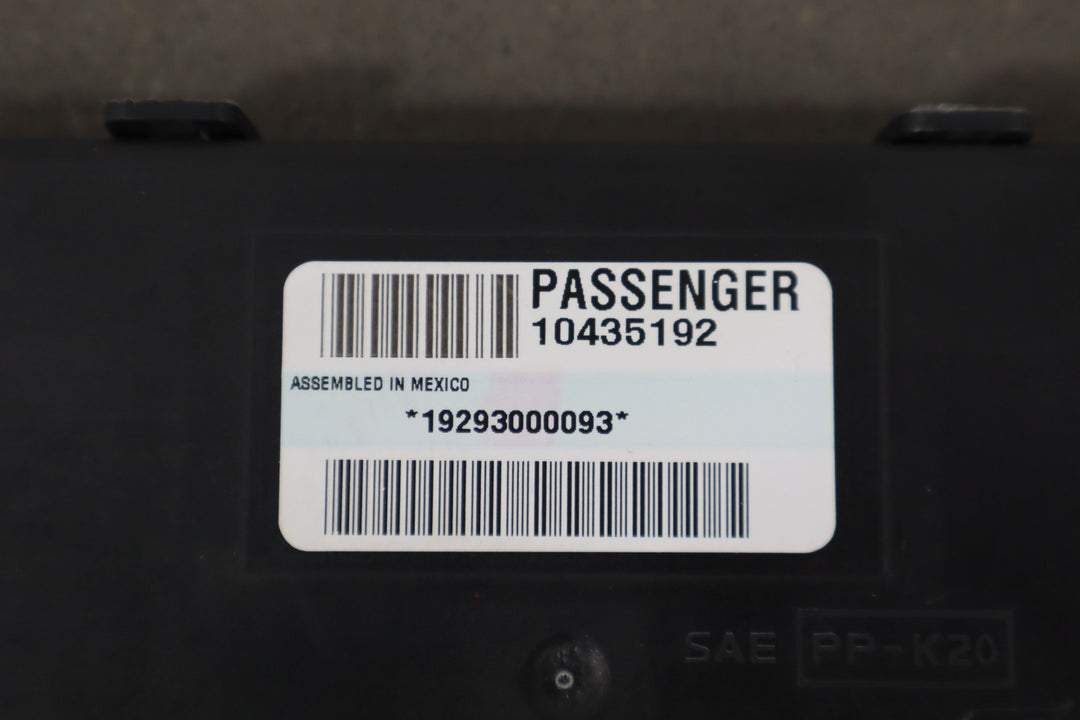 PASSENGER
10435192
ASSEMBLED IN MEXICO
*19293000093*
SAE PP-K20